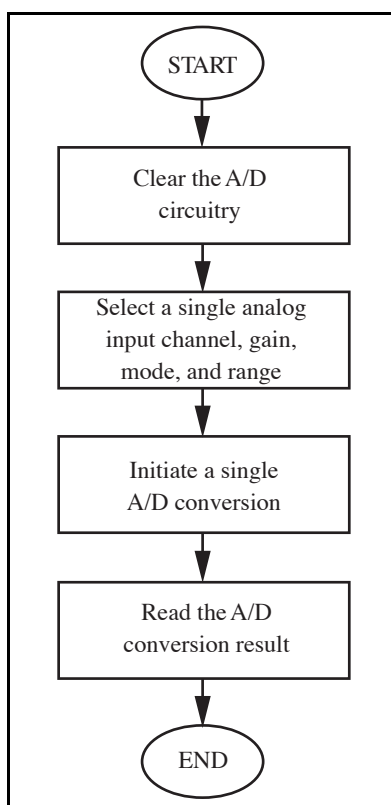 START
Clear the A/D
circuitry
Select a single analog
input channel, gain,
mode, and range
Initiate a single
A/D conversion
Read the A/D
conversion result
END